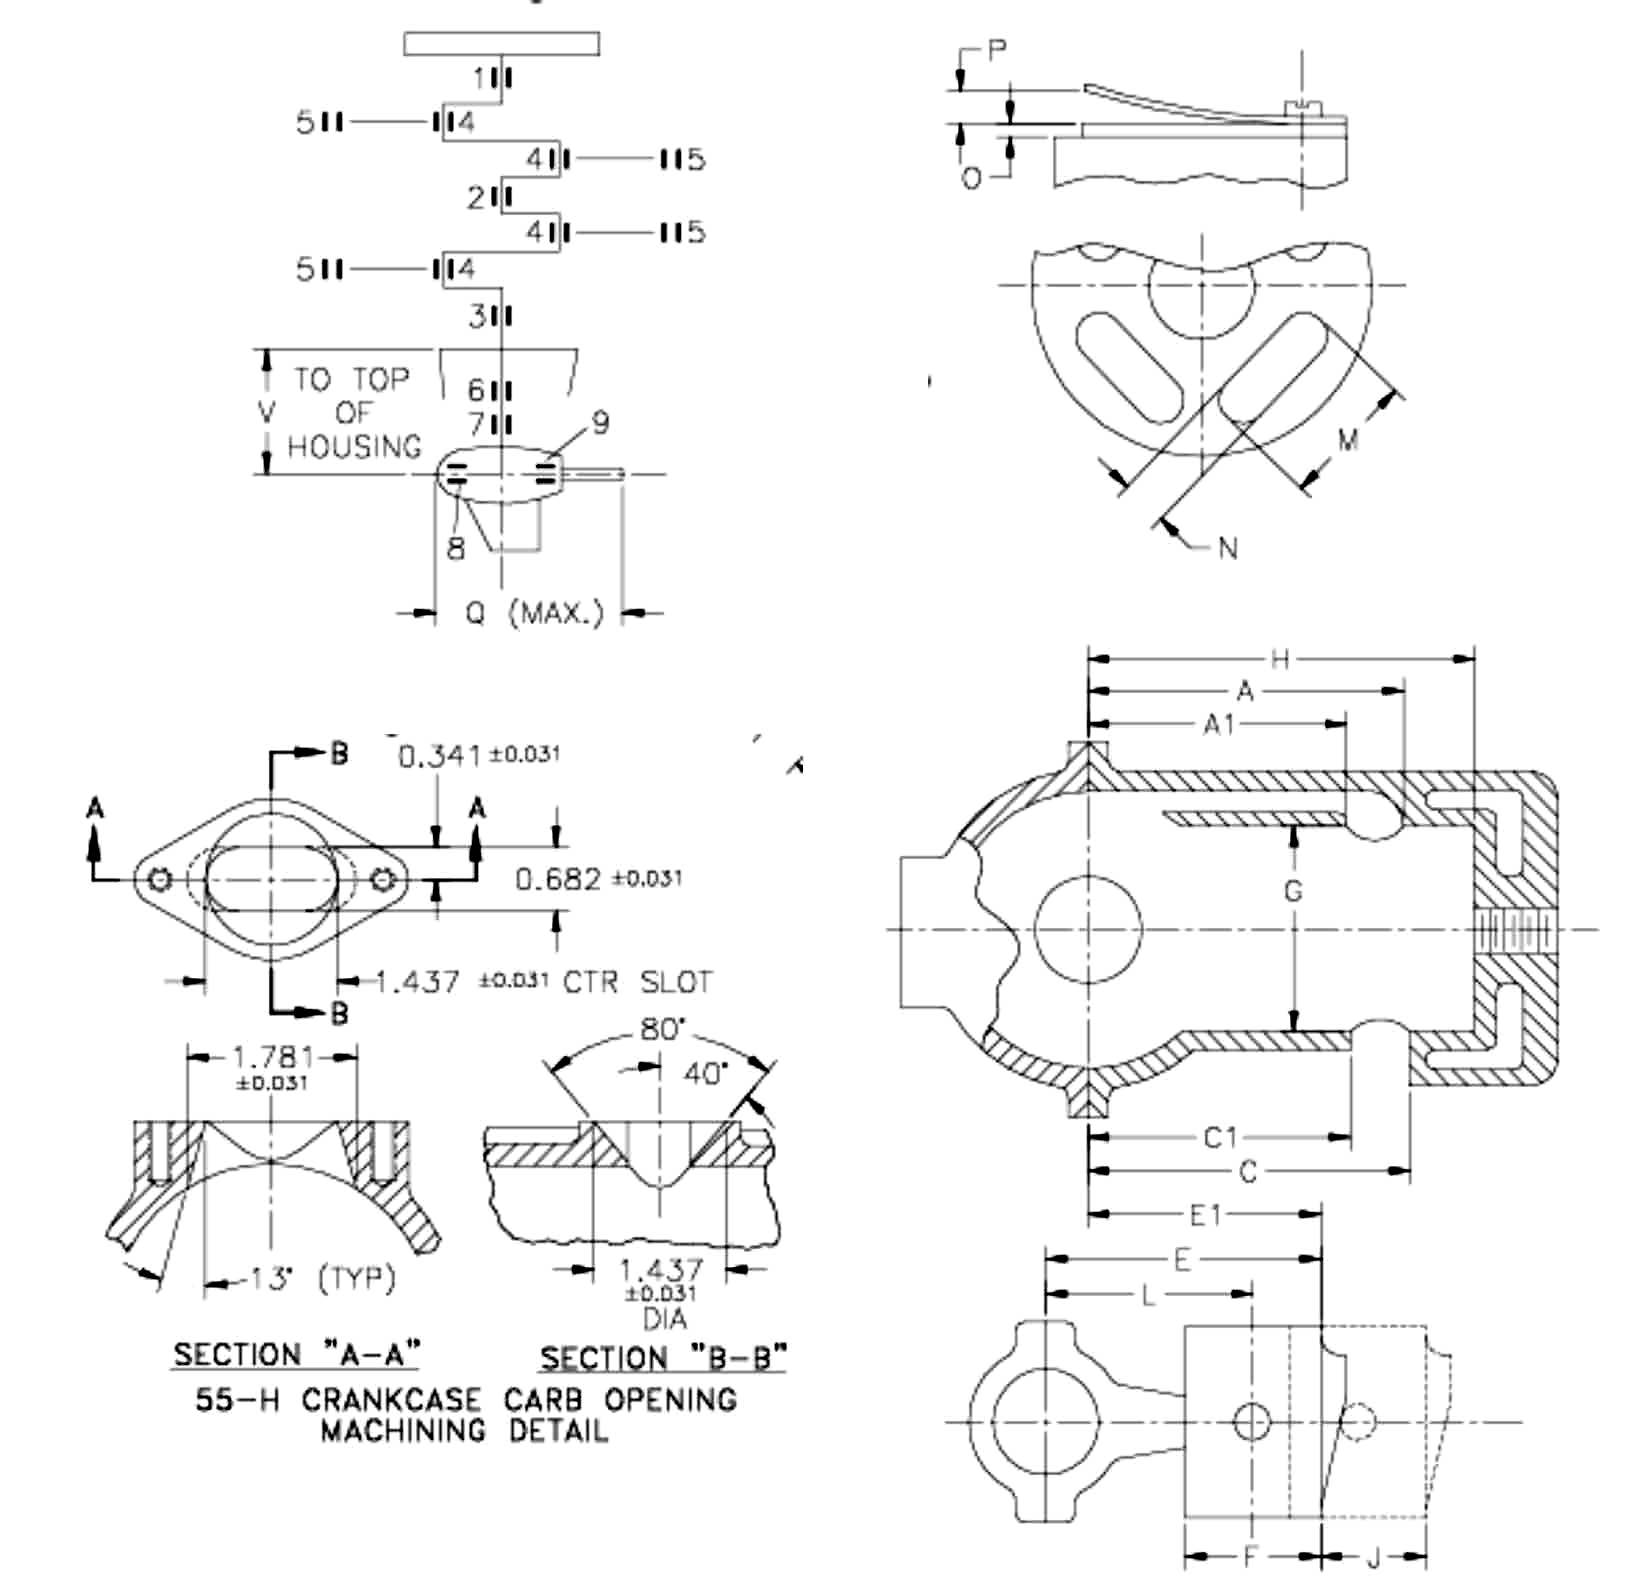 1
5 4
4 5
2
4 5
5 4
3
V TO TOP
OF
HOUSING
6
7
9
8
Q (MAX.)
P
O
M
N
B
0.341 ±0.031
A A
0.682 ±0.031
1.437 ±0.031 CTR SLOT
B
1.781
±0.031
80°
40°
13° (TYP)
1.437
±0.031
DIA
SECTION "A-A"
SECTION "B-B"
55-H CRANKCASE CARB OPENING
MACHINING DETAIL
H
A
A1
G
C1
C
E1
E
L
F J